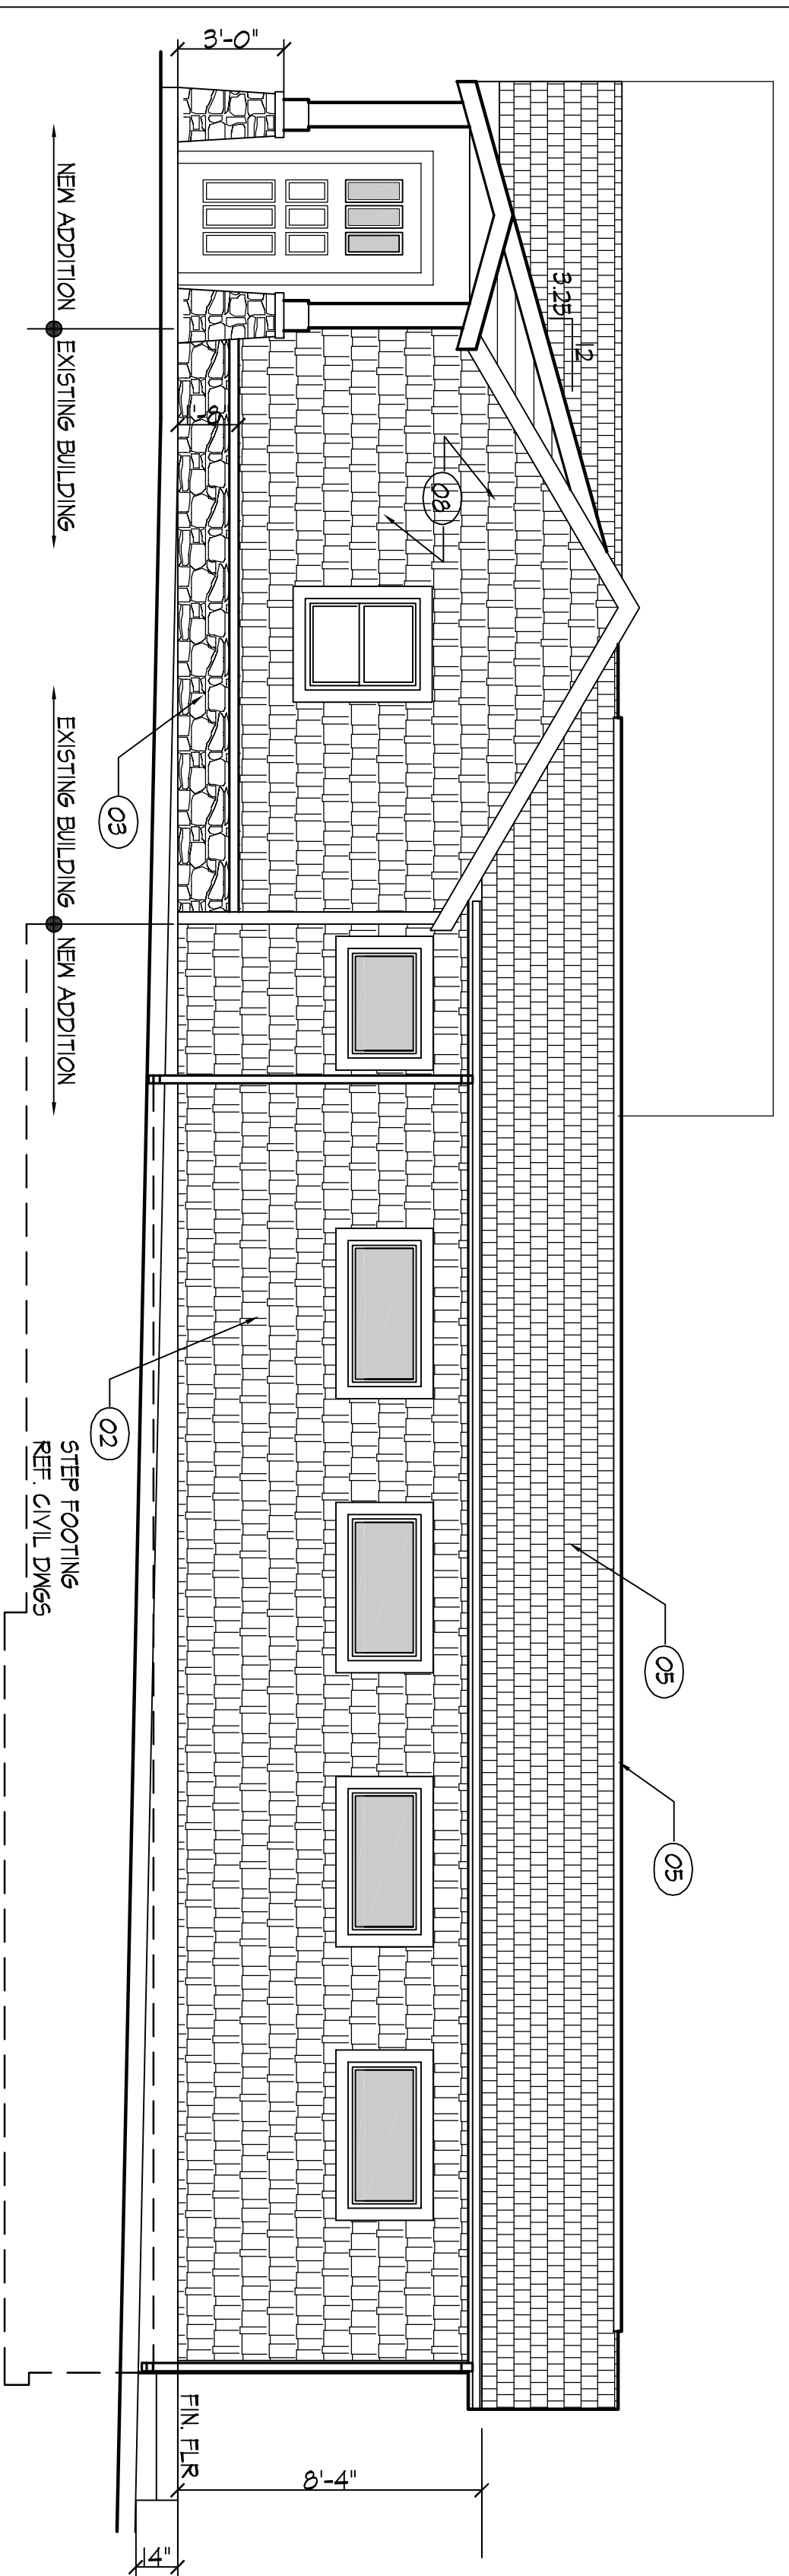 3'-0"
NEW ADDITION
EXISTING BUILDING
12
3.25
08
03
EXISTING BUILDING
NEW ADDITION
02
STEP FOOTING
REF. CIVIL DWGS
05
05
FIN. FLR
8'-4"
14"